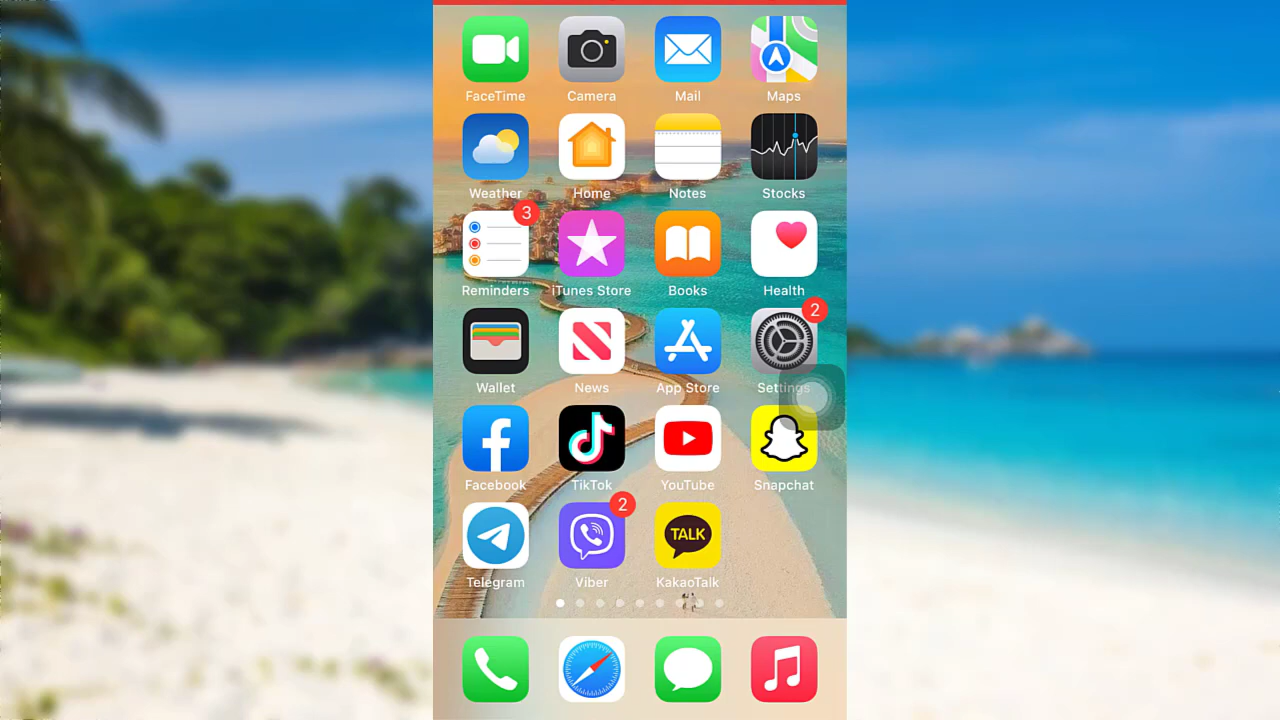 FaceTime Camera Mail Maps
Weather Home Notes Stocks
3
Reminders iTunes Store Books Health
2
Wallet News App Store Settings
Facebook TikTok YouTube Snapchat
2
TALK
Telegram Viber KakaoTalk